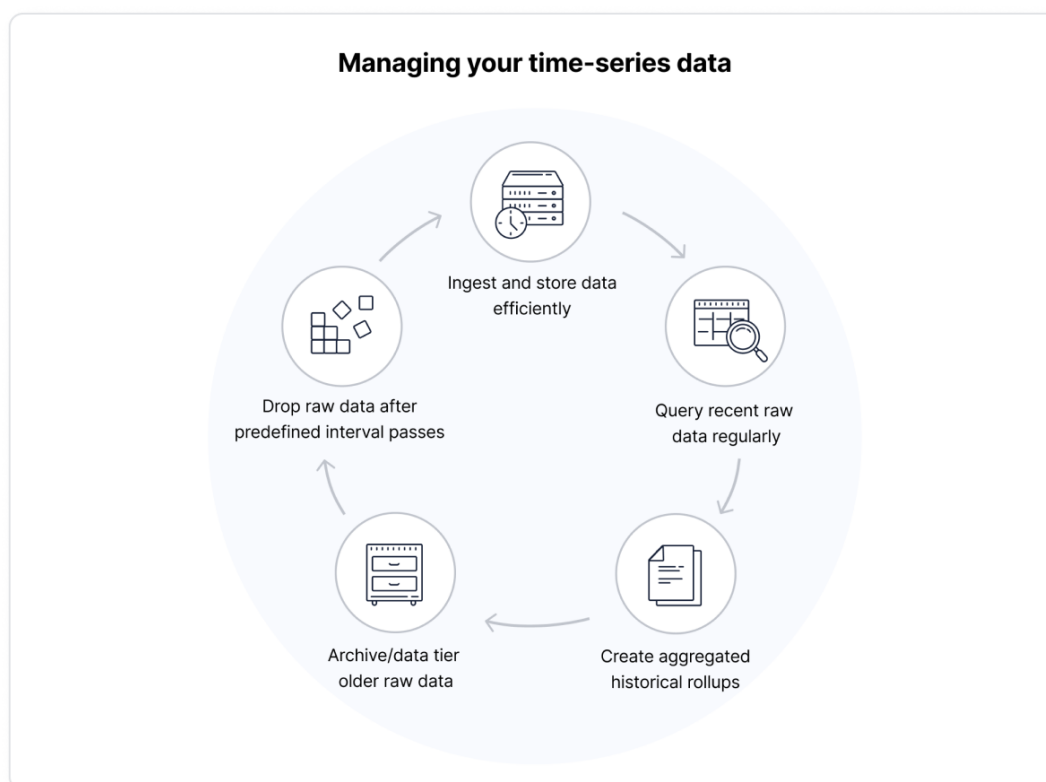 Managing your time-series data
Ingest and store data
efficiently
Query recent raw
data regularly
Create aggregated
historical rollups
Archive/data tier
older raw data
Drop raw data after
predefined interval passes